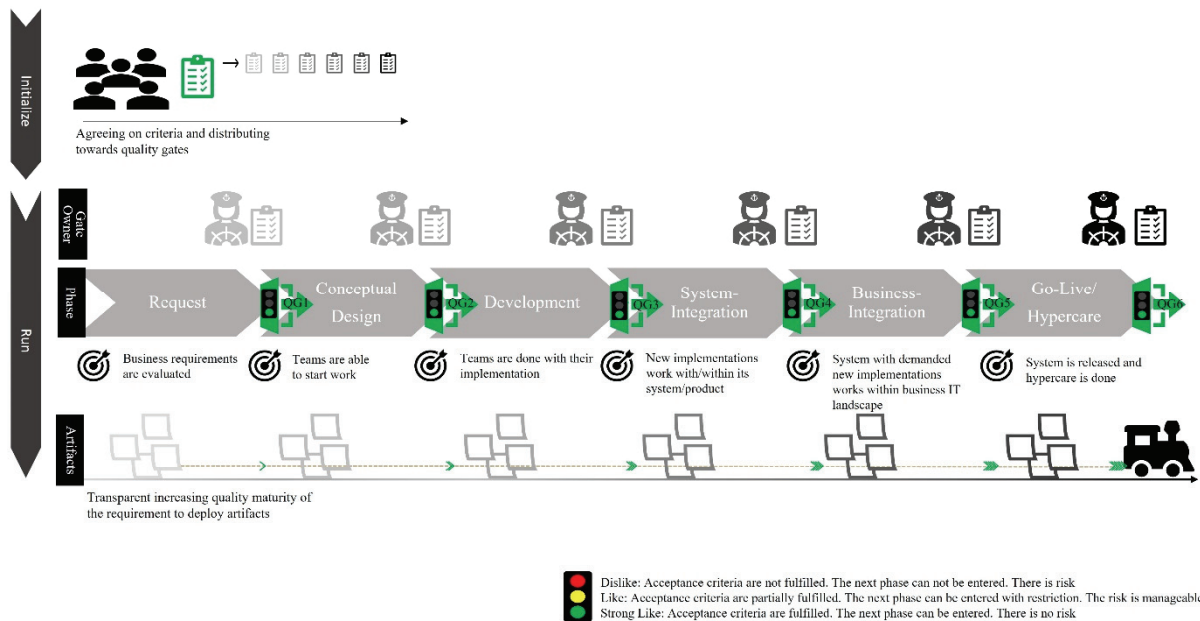 Initialize
Agreeing on criteria and distributing
towards quality gates
Run
Gate
Owner
Phase
Request
QG1
Conceptual
Design
QG2
Development
QG3
System-
Integration
QG4
Business-
Integration
QG5
Go-Live/
Hypercare
QG6
Business requirements
are evaluated
Teams are able
to start work
Teams are done with their
implementation
New implementations
work with/within its
system/product
System with demanded
new implementations
works within business IT
landscape
System is released and
hypercare is done
Artifacts
Transparent increasing quality maturity of
the requirement to deploy artifacts
Dislike: Acceptance criteria are not fulfilled. The next phase can not be entered. There is risk
Like: Acceptance criteria are partially fulfilled. The next phase can be entered with restriction. The risk is manageable
Strong Like: Acceptance criteria are fulfilled. The next phase can be entered. There is no risk